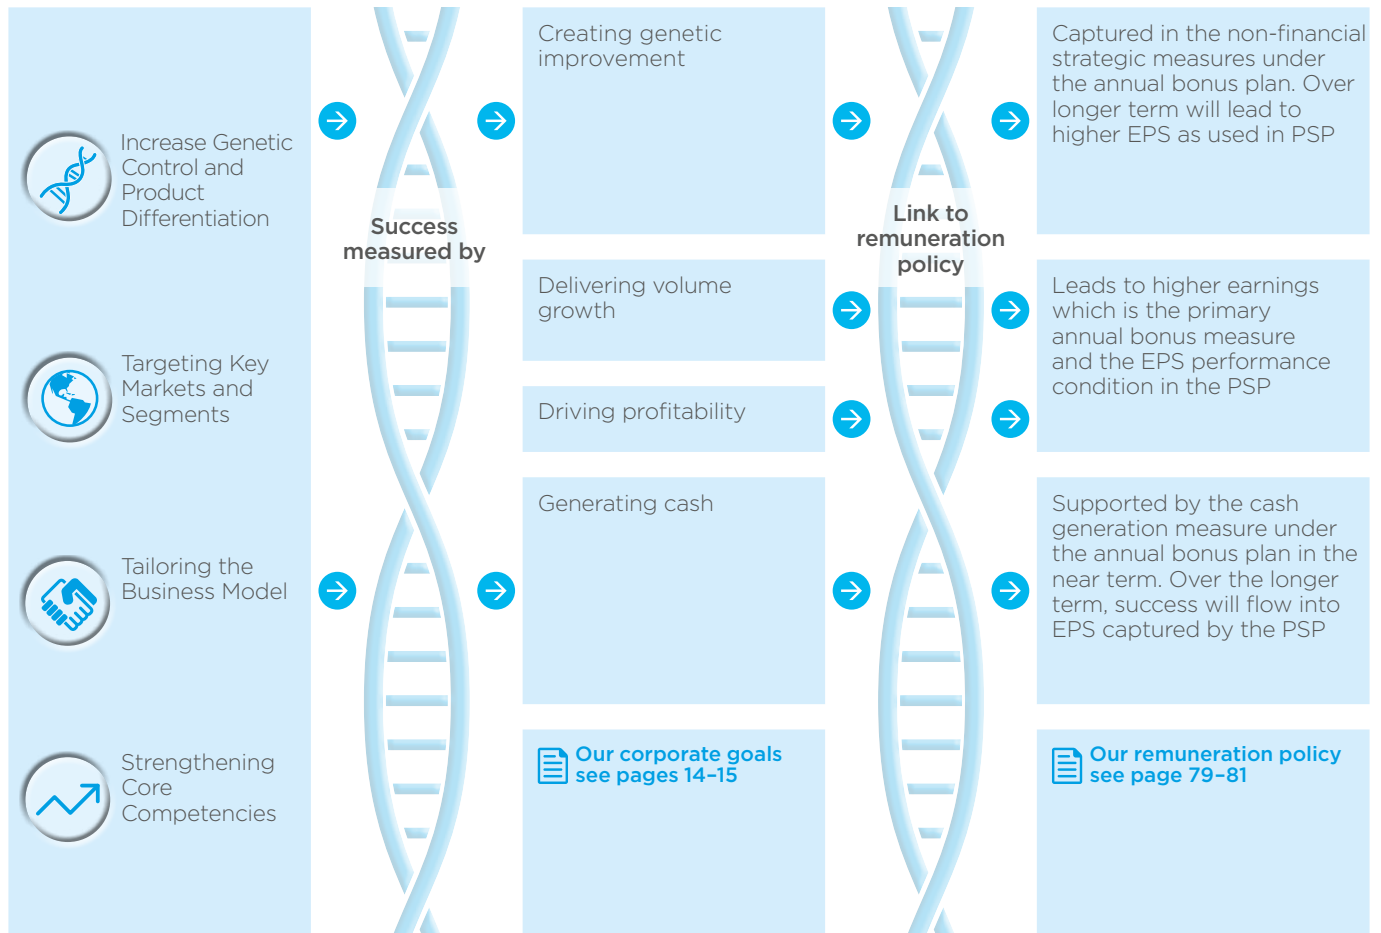 Increase Genetic
Control and
Product
Differentiation
Targeting Key
Markets and
Segments
Tailoring the
Business Model
Strengthening
Core
Competencies
Success
measured by
Creating genetic
improvement
Delivering volume
growth
Driving profitability
Generating cash
Our corporate goals
see pages 14–15
Link to
remuneration
policy
Captured in the non-financial
strategic measures under
the annual bonus plan. Over
longer term will lead to
higher EPS as used in PSP
Leads to higher earnings
which is the primary
annual bonus measure
and the EPS performance
condition in the PSP
Supported by the cash
generation measure under
the annual bonus plan in the
near term. Over the longer
term, success will flow into
EPS captured by the PSP
Our remuneration policy
see page 79–81